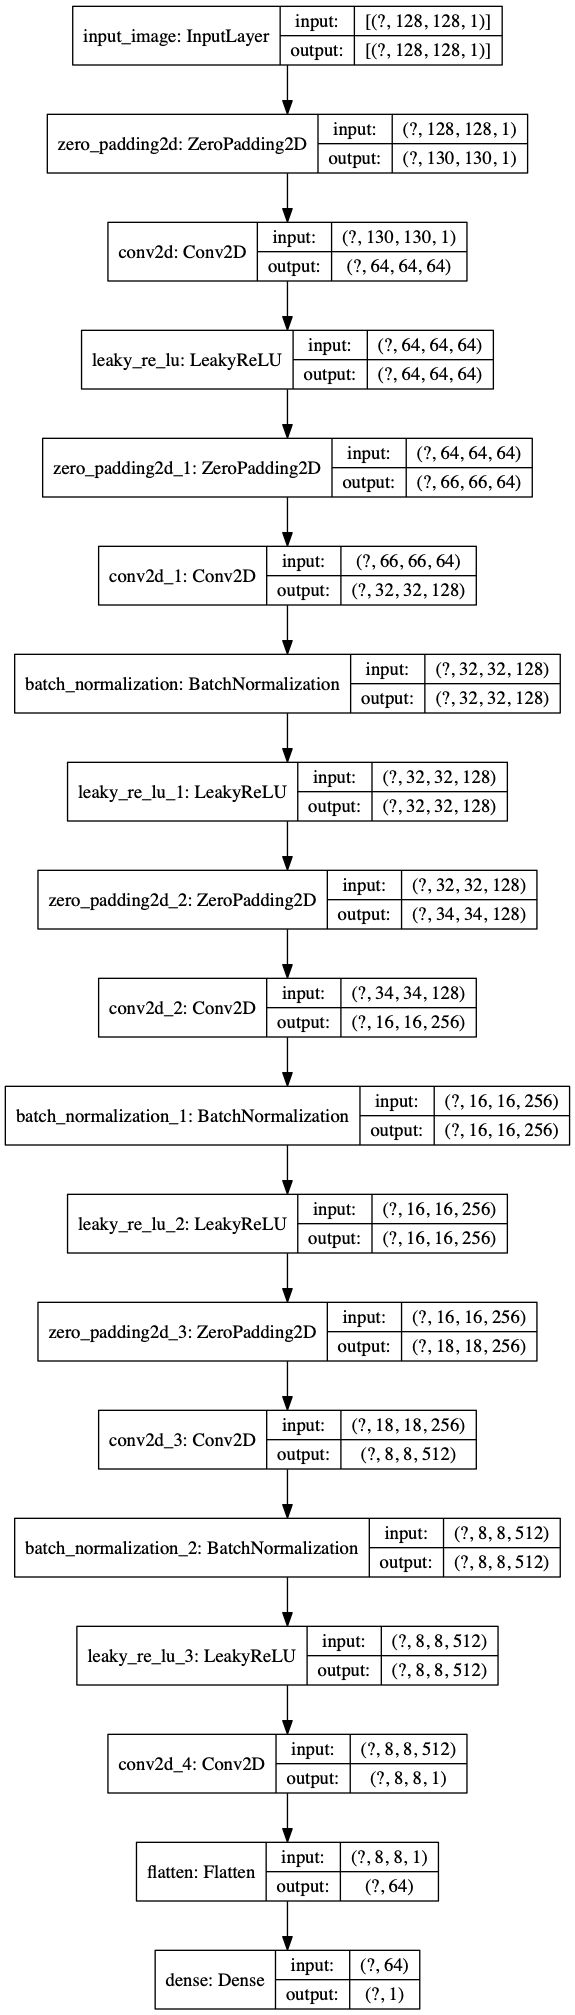 input_image: InputLayer
input: [(?, 128, 128, 1)]
output: [(?, 128, 128, 1)]
zero_padding2d: ZeroPadding2D
input: (?, 128, 128, 1)
output: (?, 130, 130, 1)
conv2d: Conv2D
input: (?, 130, 130, 1)
output: (?, 64, 64, 64)
leaky_re_lu: LeakyReLU
input: (?, 64, 64, 64)
output: (?, 64, 64, 64)
zero_padding2d_1: ZeroPadding2D
input: (?, 64, 64, 64)
output: (?, 66, 66, 64)
conv2d_1: Conv2D
input: (?, 66, 66, 64)
output: (?, 32, 32, 128)
batch_normalization: BatchNormalization
input: (?, 32, 32, 128)
output: (?, 32, 32, 128)
leaky_re_lu_1: LeakyReLU
input: (?, 32, 32, 128)
output: (?, 32, 32, 128)
zero_padding2d_2: ZeroPadding2D
input: (?, 32, 32, 128)
output: (?, 34, 34, 128)
conv2d_2: Conv2D
input: (?, 34, 34, 128)
output: (?, 16, 16, 256)
batch_normalization_1: BatchNormalization
input: (?, 16, 16, 256)
output: (?, 16, 16, 256)
leaky_re_lu_2: LeakyReLU
input: (?, 16, 16, 256)
output: (?, 16, 16, 256)
zero_padding2d_3: ZeroPadding2D
input: (?, 16, 16, 256)
output: (?, 18, 18, 256)
conv2d_3: Conv2D
input: (?, 18, 18, 256)
output: (?, 8, 8, 512)
batch_normalization_2: BatchNormalization
input: (?, 8, 8, 512)
output: (?, 8, 8, 512)
leaky_re_lu_3: LeakyReLU
input: (?, 8, 8, 512)
output: (?, 8, 8, 512)
conv2d_4: Conv2D
input: (?, 8, 8, 512)
output: (?, 8, 8, 1)
flatten: Flatten
input: (?, 8, 8, 1)
output: (?, 64)
dense: Dense
input: (?, 64)
output: (?, 1)